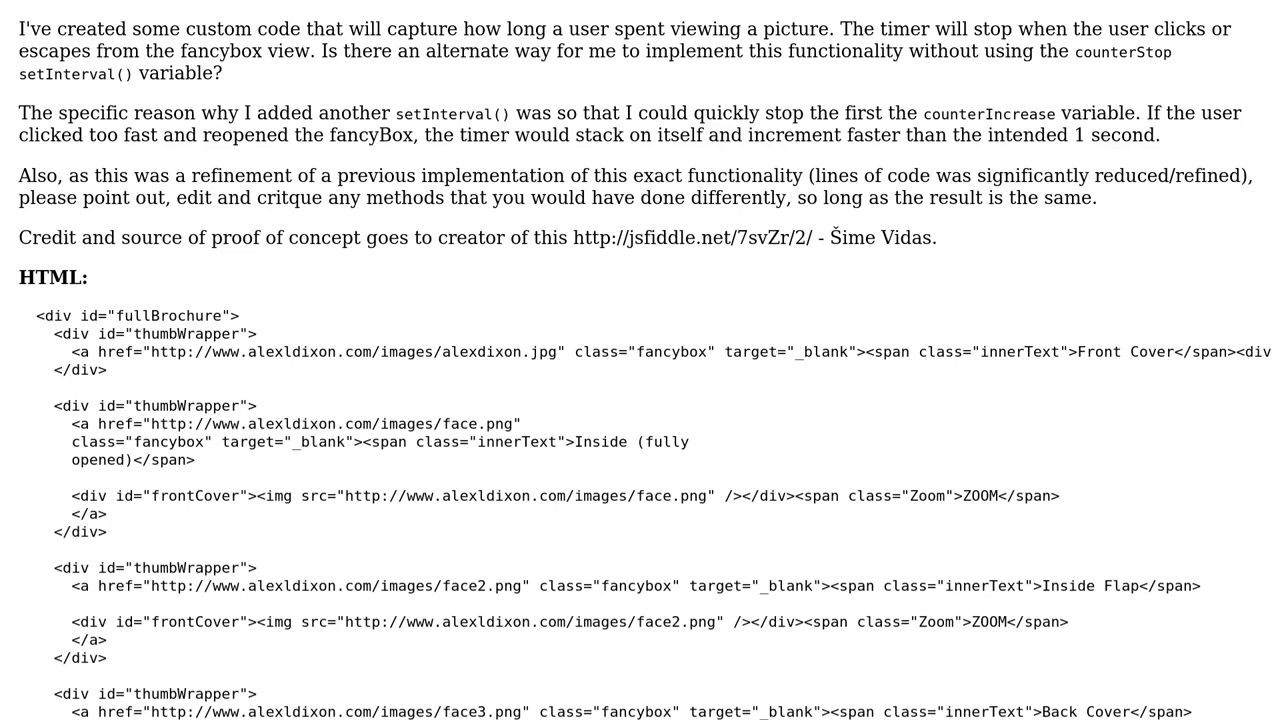 I've created some custom code that will capture how long a user spent viewing a picture. The timer will stop when the user clicks or
escapes from the fancybox view. Is there an alternate way for me to implement this functionality without using the counterStop
setInterval() variable?
The specific reason why I added another setInterval() was so that I could quickly stop the first the counterIncrease variable. If the user
clicked too fast and reopened the fancyBox, the timer would stack on itself and increment faster than the intended 1 second.
Also, as this was a refinement of a previous implementation of this exact functionality (lines of code was significantly reduced/refined),
please point out, edit and critque any methods that you would have done differently, so long as the result is the same.
Credit and source of proof of concept goes to creator of this http://jsfiddle.net/7svZr/2/ - Šime Vidas.
HTML:
<div id="fullBrochure">
<div id="thumbWrapper">
<a href="http://www.alexldixon.com/images/alexdixon.jpg" class="fancybox" target="_blank"><span class="innerText">Front Cover</span><div
</div>
<div id="thumbWrapper">
<a href="http://www.alexldixon.com/images/face.png"
class="fancybox" target="_blank"><span class="innerText">Inside (fully
opened)</span>
<div id="frontCover"><img src="http://www.alexldixon.com/images/face.png" /></div><span class="Zoom">ZOOM</span>
</a>
</div>
<div id="thumbWrapper">
<a href="http://www.alexldixon.com/images/face2.png" class="fancybox" target="_blank"><span class="innerText">Inside Flap</span>
<div id="frontCover"><img src="http://www.alexldixon.com/images/face2.png" /></div><span class="Zoom">ZOOM</span>
</a>
</div>
<div id="thumbWrapper">
<a href="http://www.alexldixon.com/images/face3.png" class="fancybox" target="_blank"><span class="innerText">Back Cover</span>